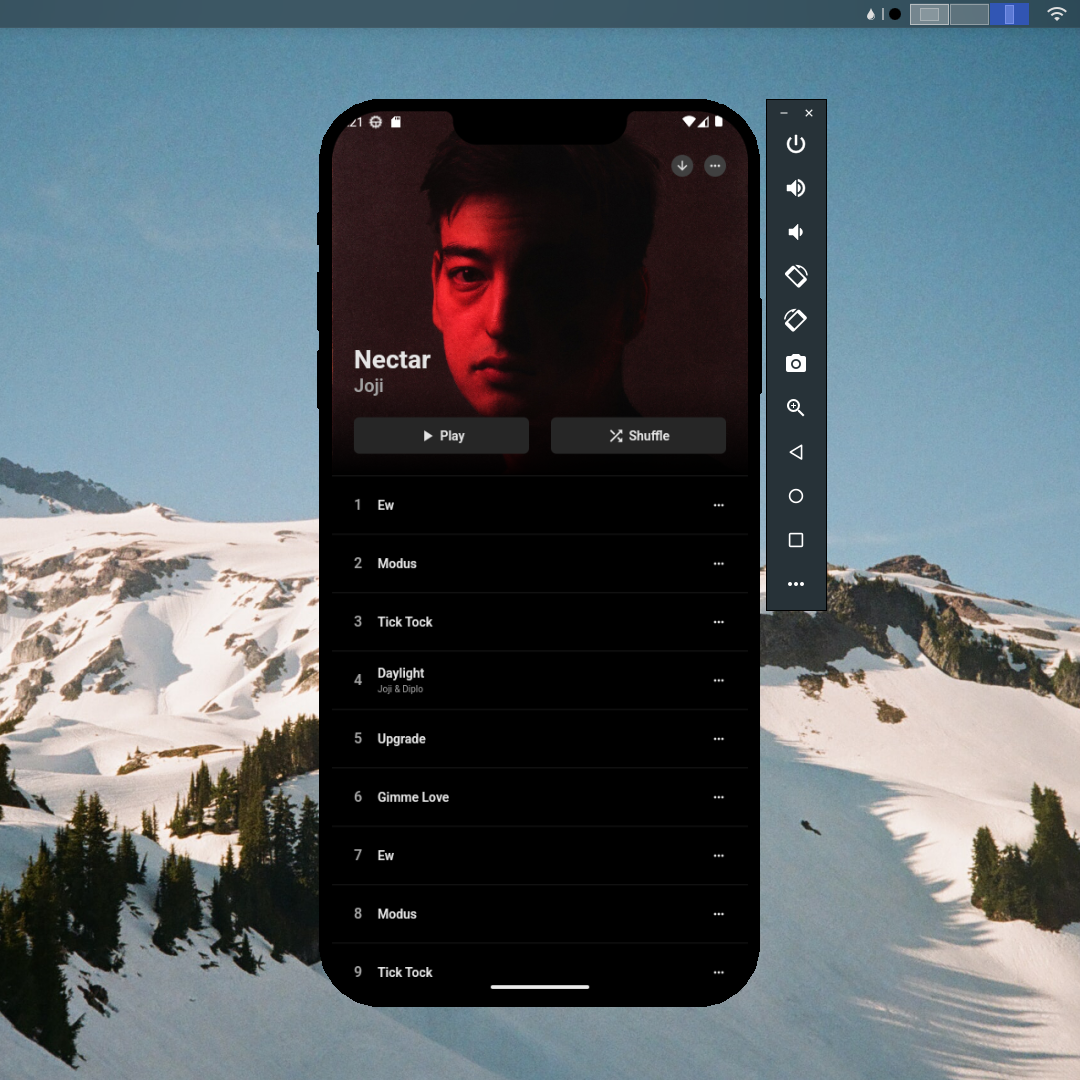 :21
Nectar
Joji
Play
Shuffle
1 Ew
2 Modus
3 Tick Tock
4 Daylight
Joji & Diplo
5 Upgrade
6 Gimme Love
7 Ew
8 Modus
9 Tick Tock